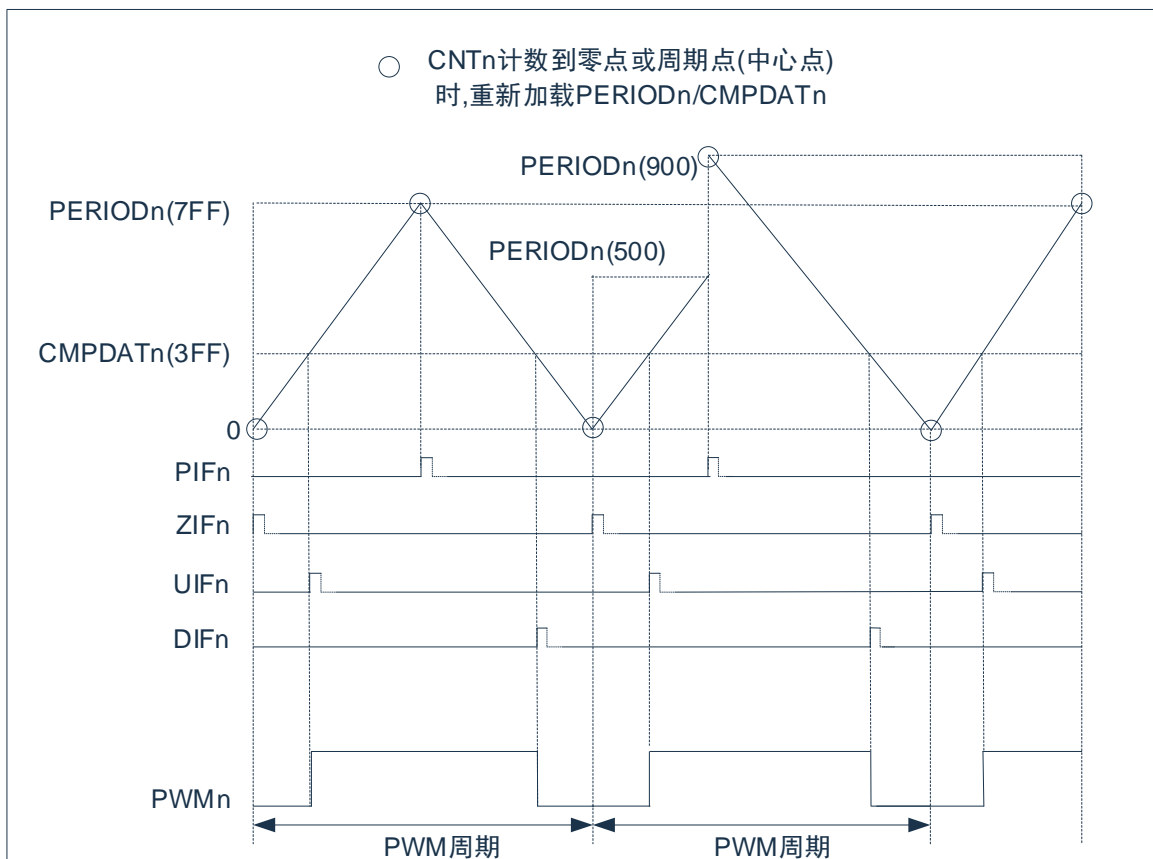 CNTn计数到零点或周期点(中心点)
时,重新加载PERIODn/CMPDATn
PERIODn(900)
PERIODn(7FF)
PERIODn(500)
CMPDATn(3FF)
0
PIFn
ZIFn
UIFn
DIFn
PWMn
PWM周期
PWM周期